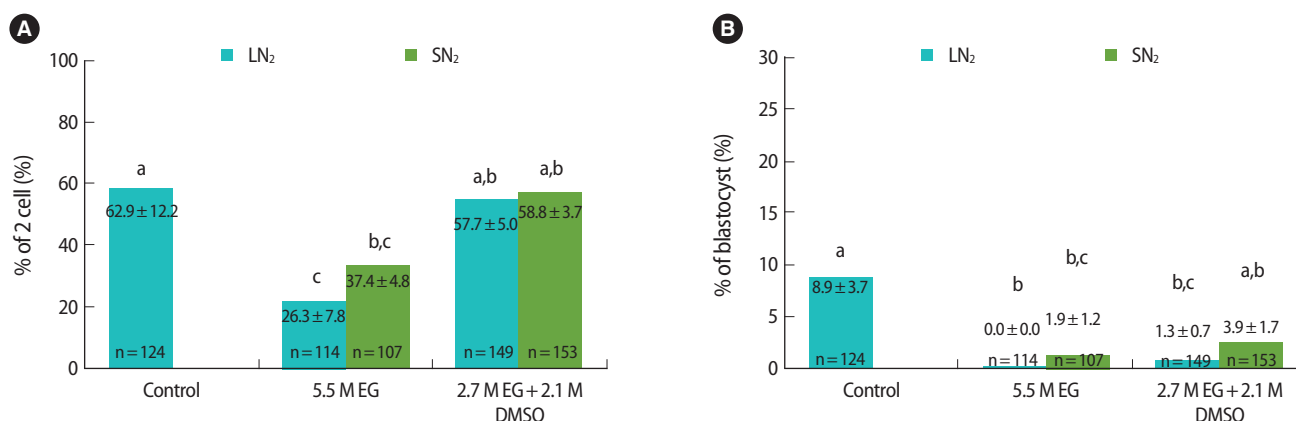 A
LN₂ SN₂
% of 2 cell (%)
100
80
60
40
20
0
a
62.9±12.2
n=124
c
26.3±7.8
n=114
b,c
37.4±4.8
n=107
a,b
57.7±5.0
n=149
a,b
58.8±3.7
n=153
Control 5.5 M EG 2.7 M EG+2.1 M
DMSO
B
LN₂ SN₂
% of blastocyst (%)
30
25
20
15
10
5
0
a
8.9±3.7
n=124
b
0.0±0.0
n=114
b,c
1.9±1.2
n=107
b,c
1.3±0.7
n=149
a,b
3.9±1.7
n=153
Control 5.5 M EG 2.7 M EG+2.1 M
DMSO